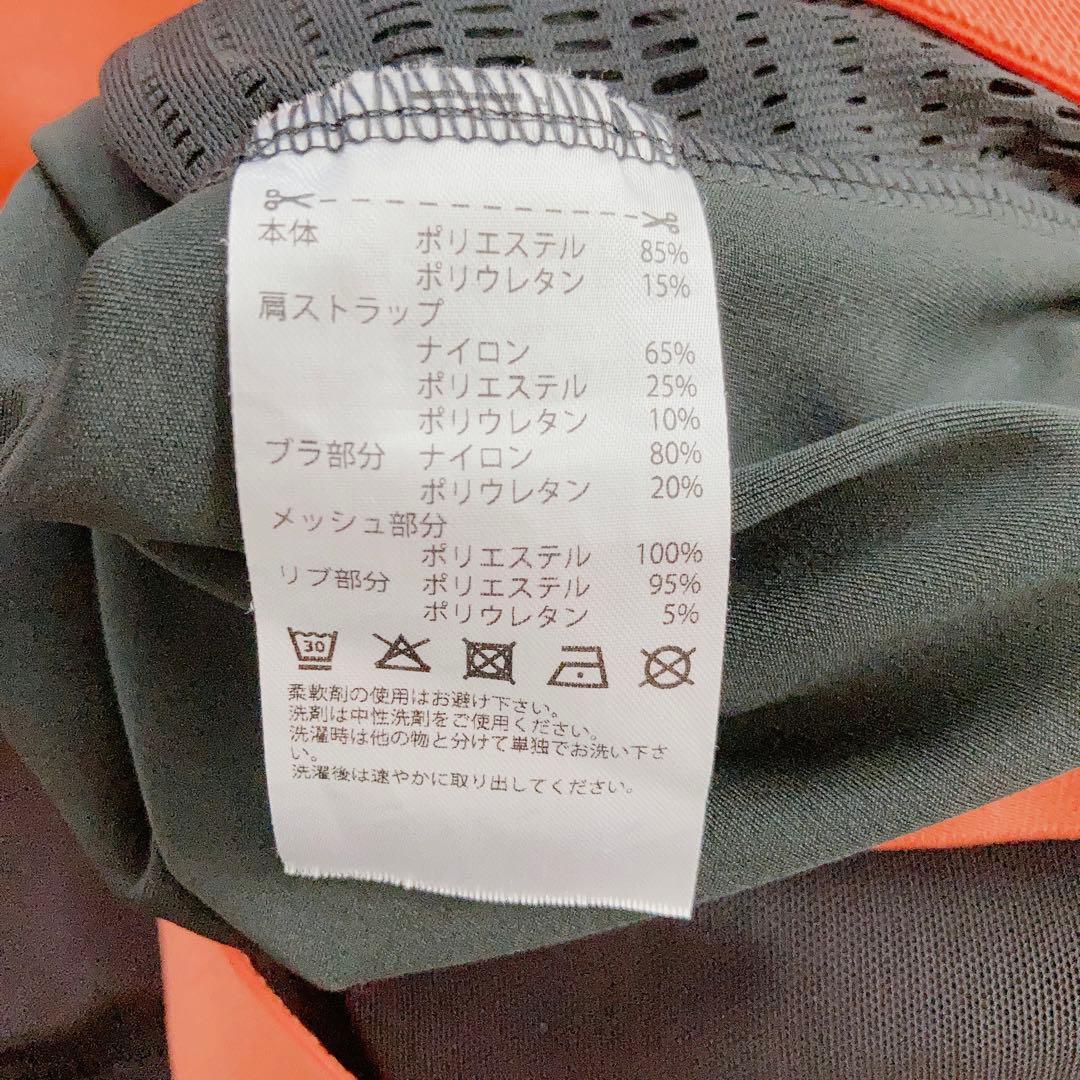 本体 ポリエステル 85%
ポリウレタン 15%
肩ストラップ
ナイロン 65%
ポリエステル 25%
ポリウレタン 10%
ブラ部分 ナイロン 80%
ポリウレタン 20%
メッシュ部分
ポリエステル 100%
リブ部分 ポリエステル 95%
ポリウレタン 5%
30
柔軟剤の使用はお避け下さい。
洗剤は中性洗剤をご使用ください。
洗濯時は他の物と分けて単独でお洗い下さ
い。
洗濯後は速やかに取り出してください。